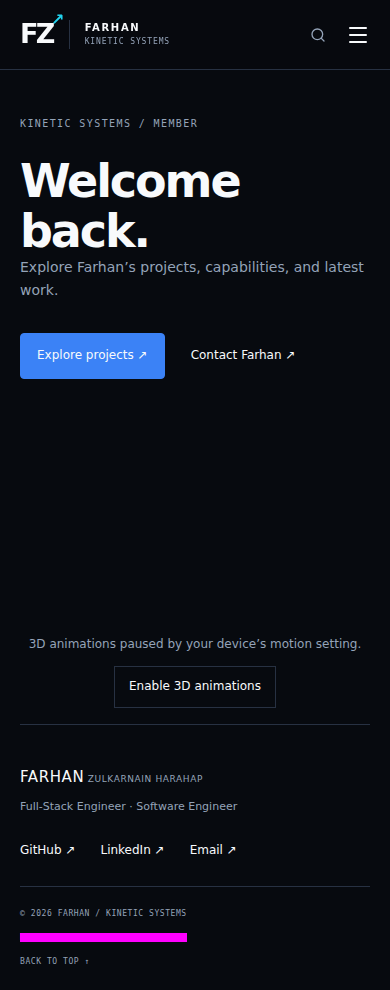 FZ↗
FARHAN
KINETIC SYSTEMS
KINETIC SYSTEMS / MEMBER
Welcome
back.
Explore Farhan’s projects, capabilities, and latest
work.
Explore projects ↗ Contact Farhan ↗
3D animations paused by your device’s motion setting.
Enable 3D animations
FARHAN ZULKARNAIN HARAHAP
Full-Stack Engineer · Software Engineer
GitHub ↗ LinkedIn ↗ Email ↗
© 2026 FARHAN / KINETIC SYSTEMS
BACK TO TOP ↑